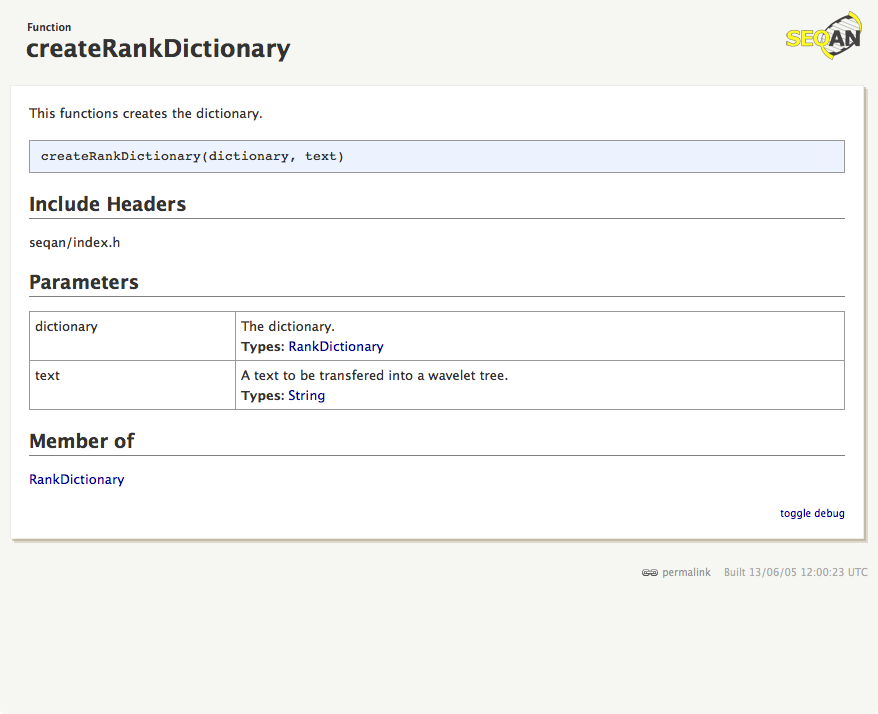 Function
createRankDictionary
SEQAN
This functions creates the dictionary.
createRankDictionary(dictionary, text)
Include Headers
seqan/index.h
Parameters
dictionary
The dictionary.
Types: RankDictionary
text
A text to be transfered into a wavelet tree.
Types: String
Member of
RankDictionary
toggle debug
permalink Built 13/06/05 12:00:23 UTC